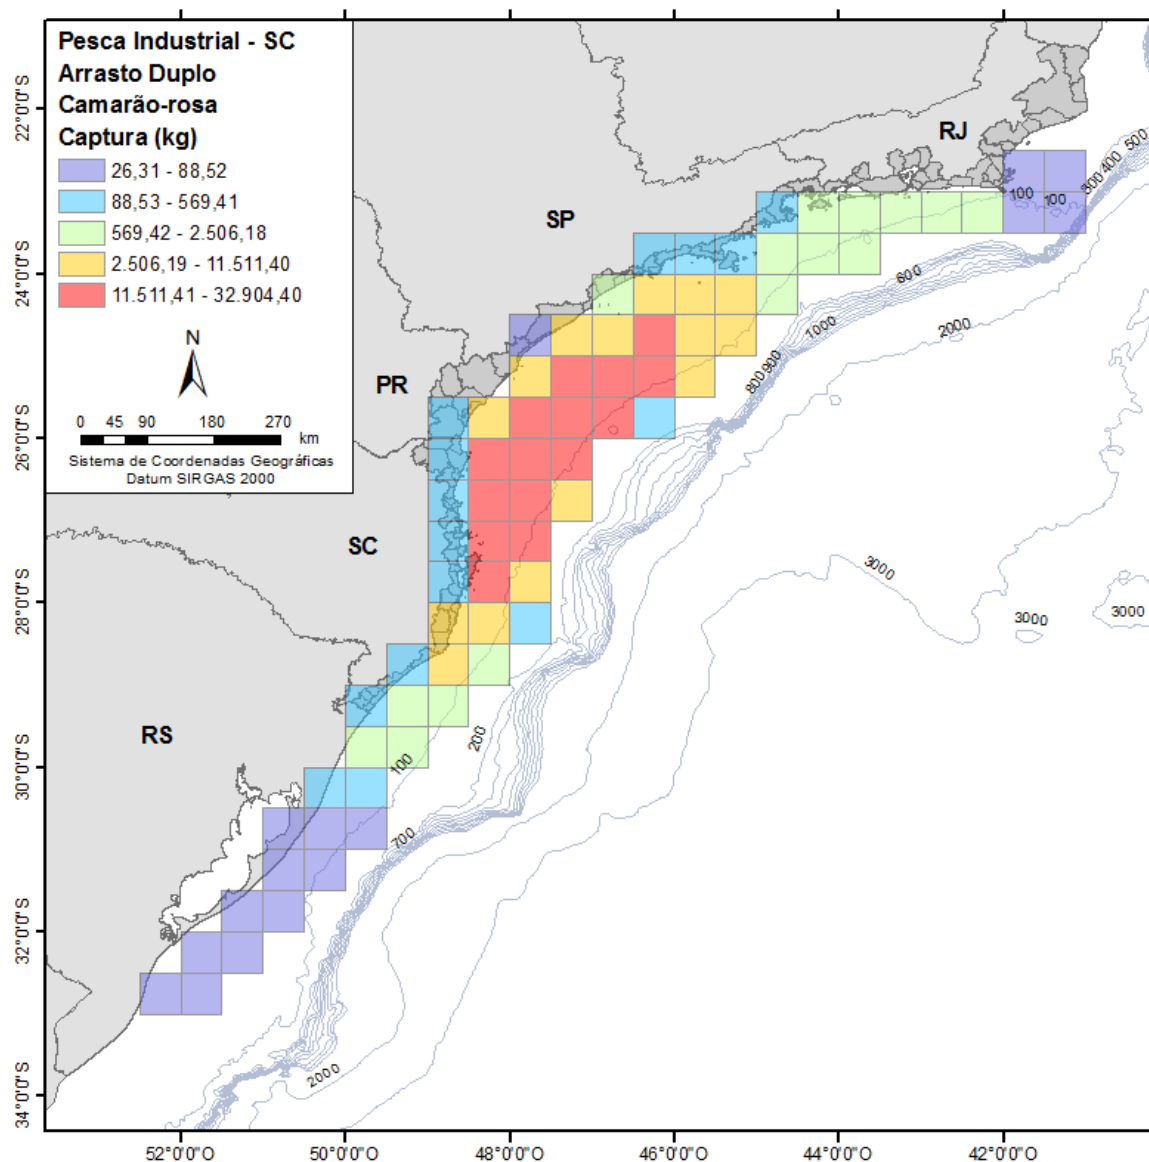 Pesca Industrial - SC
Arrasto Duplo
Camarão-rosa
Captura (kg)
26,31 - 88,52
88,53 - 569,41
569,42 - 2.506,18
2.506,19 - 11.511,40
11.511,41 - 32.904,40
N
0 45 90 180 270
km
Sistema de Coordenadas Geográficas
Datum SIRGAS 2000
RJ
SP
PR
SC
RS
100
100
300
400
500
600
1000
2000
800
900
3000
3000
3000
200
100
700
2000
22°0'0"S
24°0'0"S
26°0'0"S
28°0'0"S
30°0'0"S
32°0'0"S
34°0'0"S
52°0'0"O
50°0'0"O
48°0'0"O
46°0'0"O
44°0'0"O
42°0'0"O